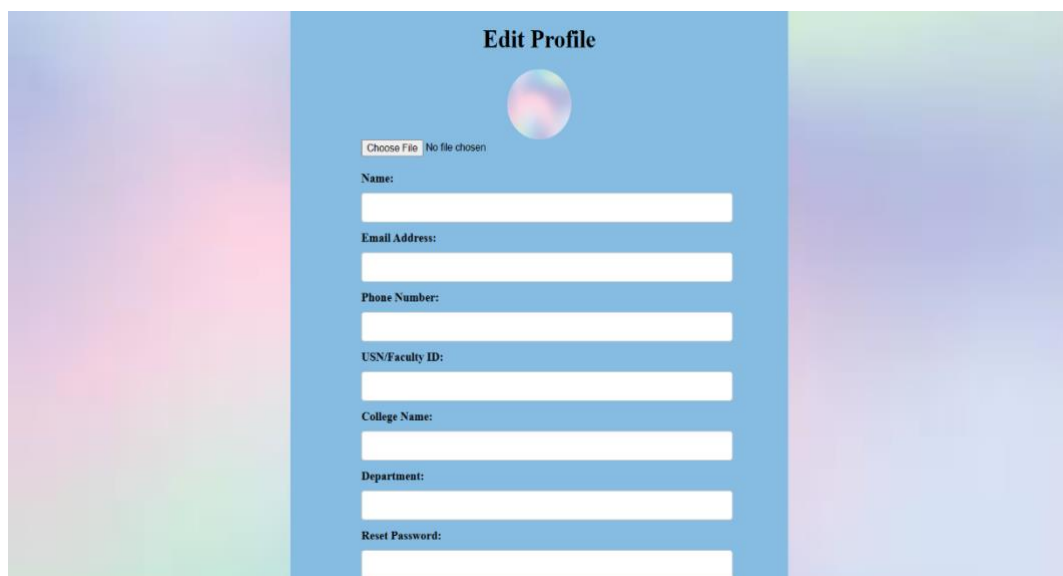 Edit Profile
Choose File No file chosen
Name:
Email Address:
Phone Number:
USN/Faculty ID:
College Name:
Department:
Reset Password: